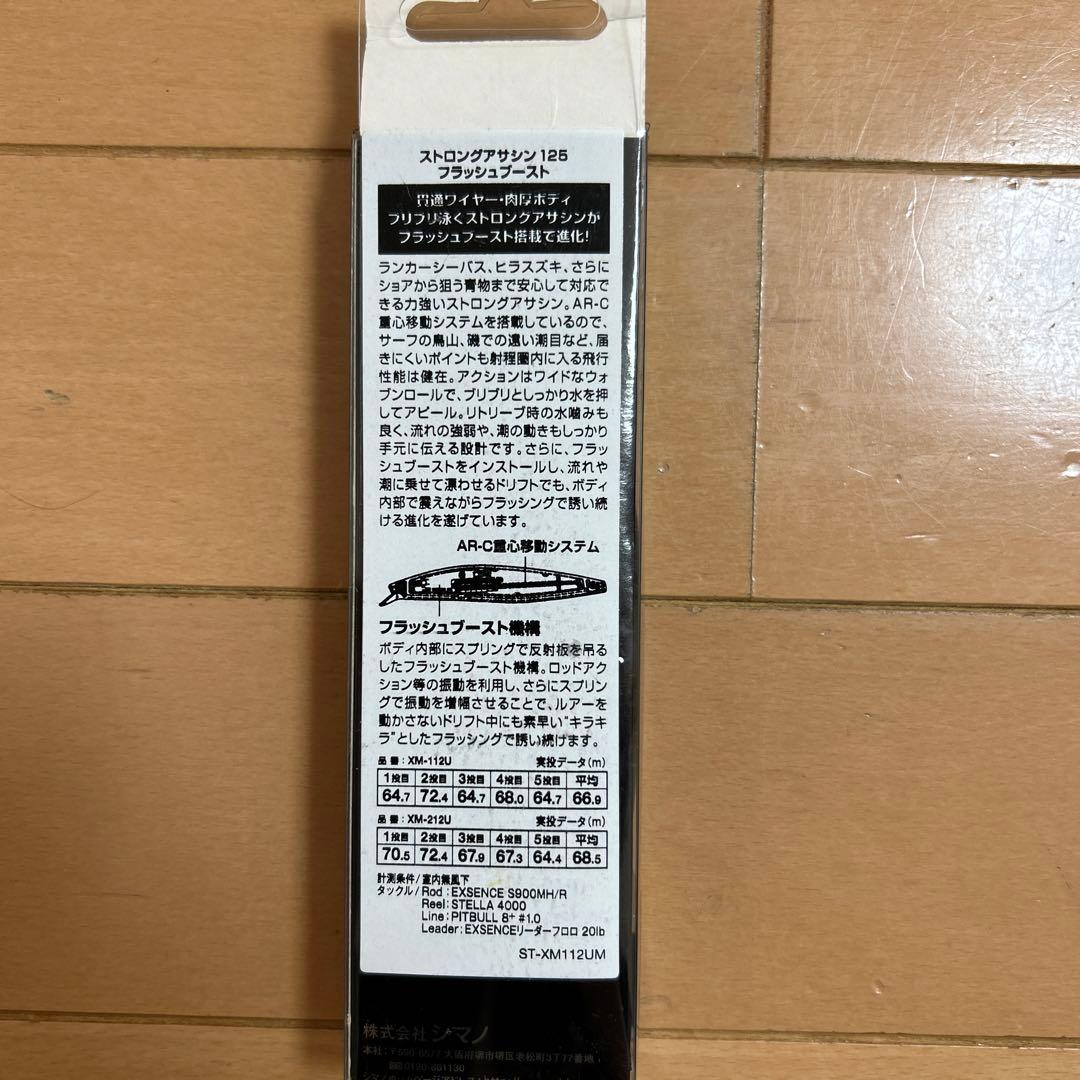 ストロングアサシン 125
フラッシュブースト
貫通ワイヤー・肉厚ボディ
ブリブリ泳ぐストロングアサシンが
フラッシュブースト搭載で進化!
ランカーシーバス、ヒラスズキ、さらに
ショアから狙う青物まで安心して対応で
きる力強いストロングアサシン。AR-C
重心移動システムを搭載しているので、
サーフの鳥山、磯での遠い潮目など、届
きにくいポイントも射程圏内に入る飛行
性能は健在。アクションはワイドなウォ
ブンロールで、ブリブリとしっかり水を押
してアピール。リトリーブ時の水噛みも
良く、流れの強弱や、潮の動きもしっかり
手元に伝える設計です。さらに、フラッ
シュブーストをインストールし、流れや
潮に乗せて漂わせるドリフトでも、ボディ
内部で震えながらフラッシングで誘い続
ける進化を遂げています。
AR-C重心移動システム
フラッシュブースト機構
ボディ内部にスプリングで反射板を吊る
したフラッシュブースト機構。ロッドアク
ション等の振動を利用し、さらにスプリン
グで振動を増幅させることで、ルアーを
動かさないドリフト中にも素早い"キラキ
ラ"としたフラッシングで誘い続けます。
品番:XM-112U 実投データ(m)
1投目 2投目 3投目 4投目 5投目 平均
64.7 72.4 64.7 68.0 64.7 66.9
品番:XM-212U 実投データ(m)
1投目 2投目 3投目 4投目 5投目 平均
70.5 72.4 67.9 67.3 64.4 68.5
計測条件/室内無風下
タックル/Rod:EXSENCE S900MH/R
Reel:STELLA 4000
Line:PITBULL 8+ #1.0
Leader:EXSENCEリーダーフロロ 20lb
ST-XM112UM
株式会社シマノ
本社:〒590-8577 大阪府堺市堺区老松町3丁77番地
0120-861130